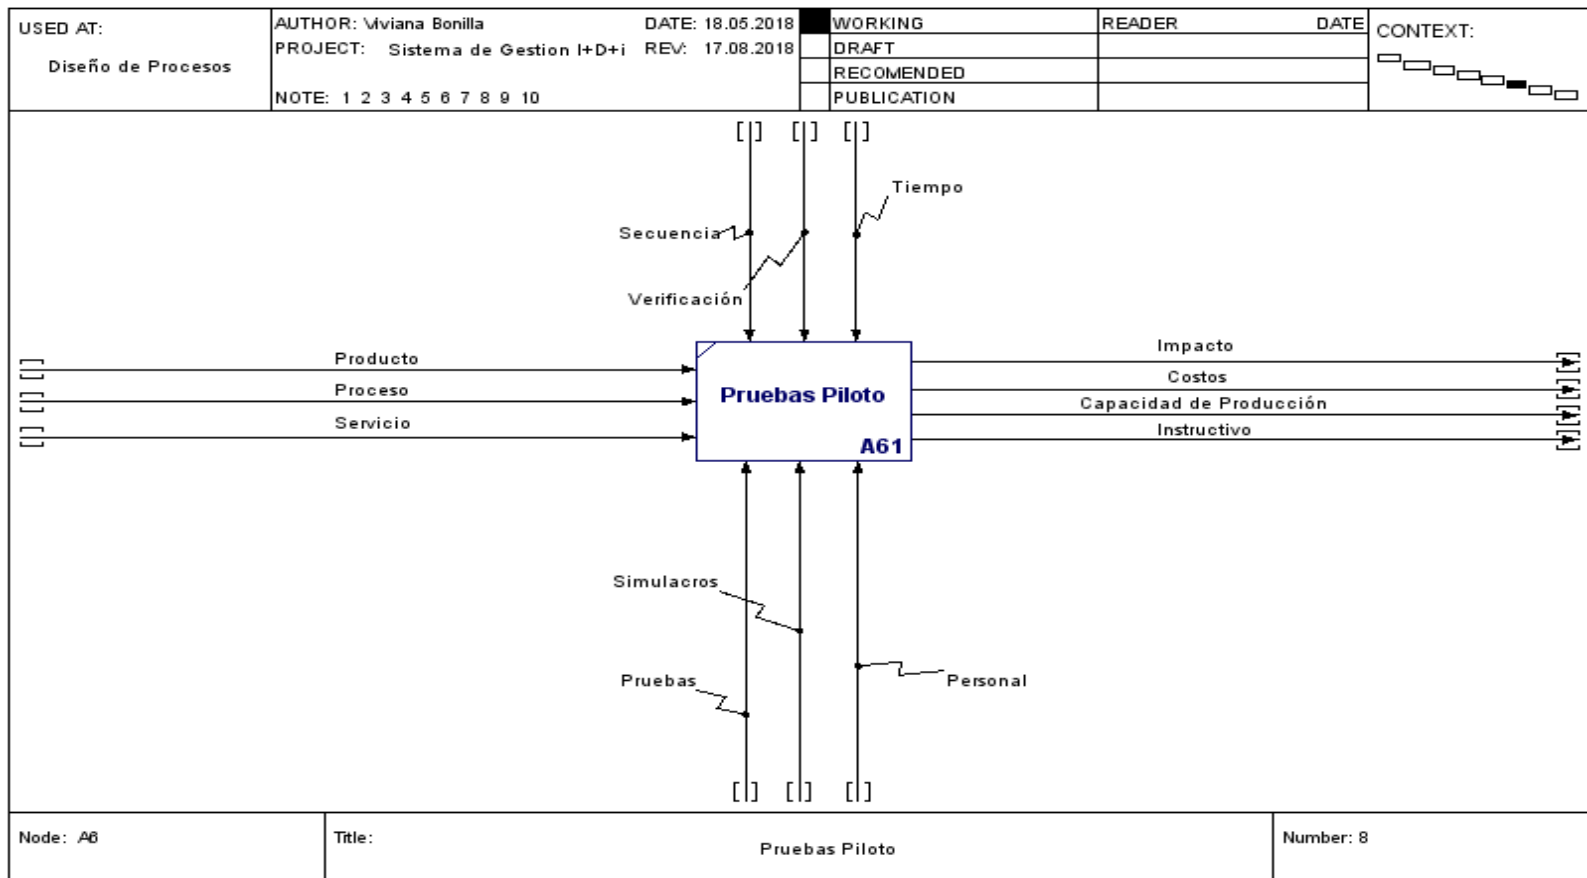 USED AT:
Diseño de Procesos
AUTHOR: Viviana Bonilla DATE: 18.05.2018
PROJECT: Sistema de Gestion I+D+i REV: 17.08.2018
NOTE: 1 2 3 4 5 6 7 8 9 10
WORKING
DRAFT
RECOMENDED
PUBLICATION
READER DATE
CONTEXT:
Tiempo
Secuencia
Verificación
Producto
Proceso
Servicio
Pruebas Piloto
A61
Impacto
Costos
Capacidad de Producción
Instructivo
Simulacros
Pruebas
Personal
Node: A6
Title: Pruebas Piloto
Number: 8